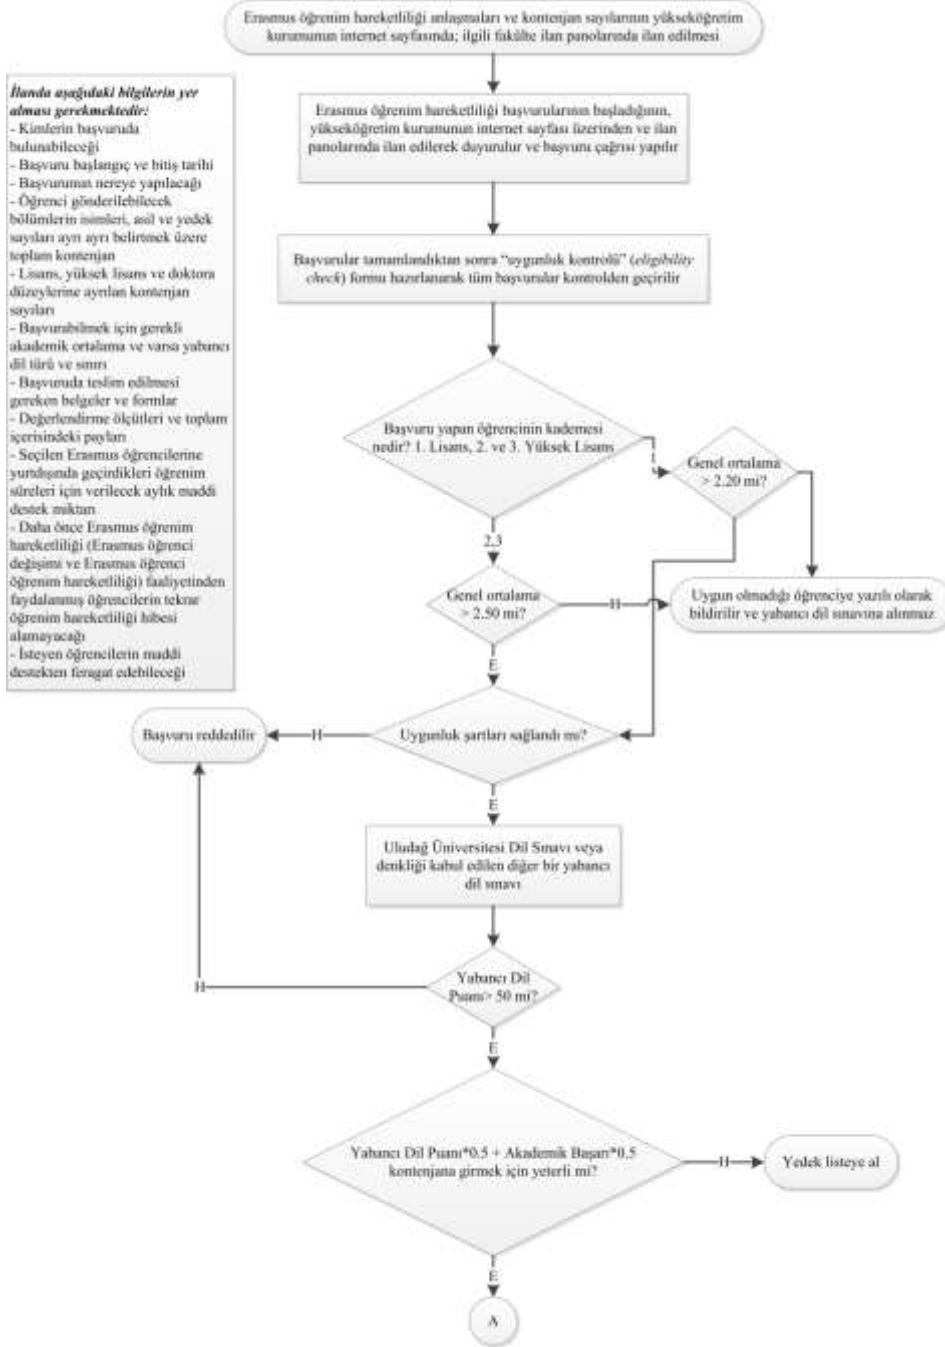 Erasmus öğrenim hareketliliği anlaşmaları ve kontenjan sayılarının yükseköğretim
kurumunun internet sayfasında; ilgili fakülte ilan panolarında ilan edilmesi
İlanda aşağıdaki bilgilerin yer
alması gerekmektedir:
- Kimlerin başvuruda
bulunabileceği
- Başvuru başlangıç ve bitiş tarihi
- Başvurunun nereye yapılacağı
- Öğrenci gönderilebilecek
bölümlerin isimleri, asil ve yedek
sayıları ayrı ayrı belirtmek üzere
toplam kontenjan
- Lisans, yüksek lisans ve doktora
düzeylerine ayrılan kontenjan
sayıları
- Başvurabilmek için gerekli
akademik ortalama ve varsa yabancı
dil türü ve sınırı
- Başvuruda teslim edilmesi
gereken belgeler ve formlar
- Değerlendirme ölçütleri ve toplam
içerisindeki payları
- Seçilen Erasmus öğrencilerine
yurtdışında geçirdikleri öğrenim
süreleri için verilecek aylık maddi
destek miktarı
- Daha önce Erasmus öğrenim
hareketliliği (Erasmus öğrenci
değişimi ve Erasmus öğrenci
öğrenim hareketliliği) faaliyetinden
faydalanmış öğrencilerin tekrar
öğrenim hareketliliği hibesi
alamayacağı
- İsteyen öğrencilerin maddi
destekten feragat edebileceği
Erasmus öğrenim hareketliliği başvurularının başladığının,
yükseköğretim kurumunun internet sayfası üzerinden ve ilan
panolarında ilan edilerek duyurulur ve başvuru çağrısı yapılır
Başvurular tamamlandıktan sonra “uygunluk kontrolü” (eligibility
check) formu hazırlanarak tüm başvurular kontrolden geçirilir
Başvuru yapan öğrencinin kademesi
nedir? 1. Lisans, 2. ve 3. Yüksek Lisans
1
Genel ortalama
> 2.20 mi?
2,3
Genel ortalama
> 2.50 mi?
H
Uygun olmadığı öğrenciye yazılı olarak
bildirilir ve yabancı dil sınavına alınmaz
E
Uygunluk şartları sağlandı mı?
H
Başvuru reddedilir
E
Uludağ Üniversitesi Dil Sınavı veya
denkliği kabul edilen diğer bir yabancı
dil sınavı
Yabancı Dil
Puanı> 50 mi?
H
E
Yabancı Dil Puanı*0.5 + Akademik Başarı*0,5
kontenjana girmek için yeterli mi?
H
Yedek listeye al
E
A